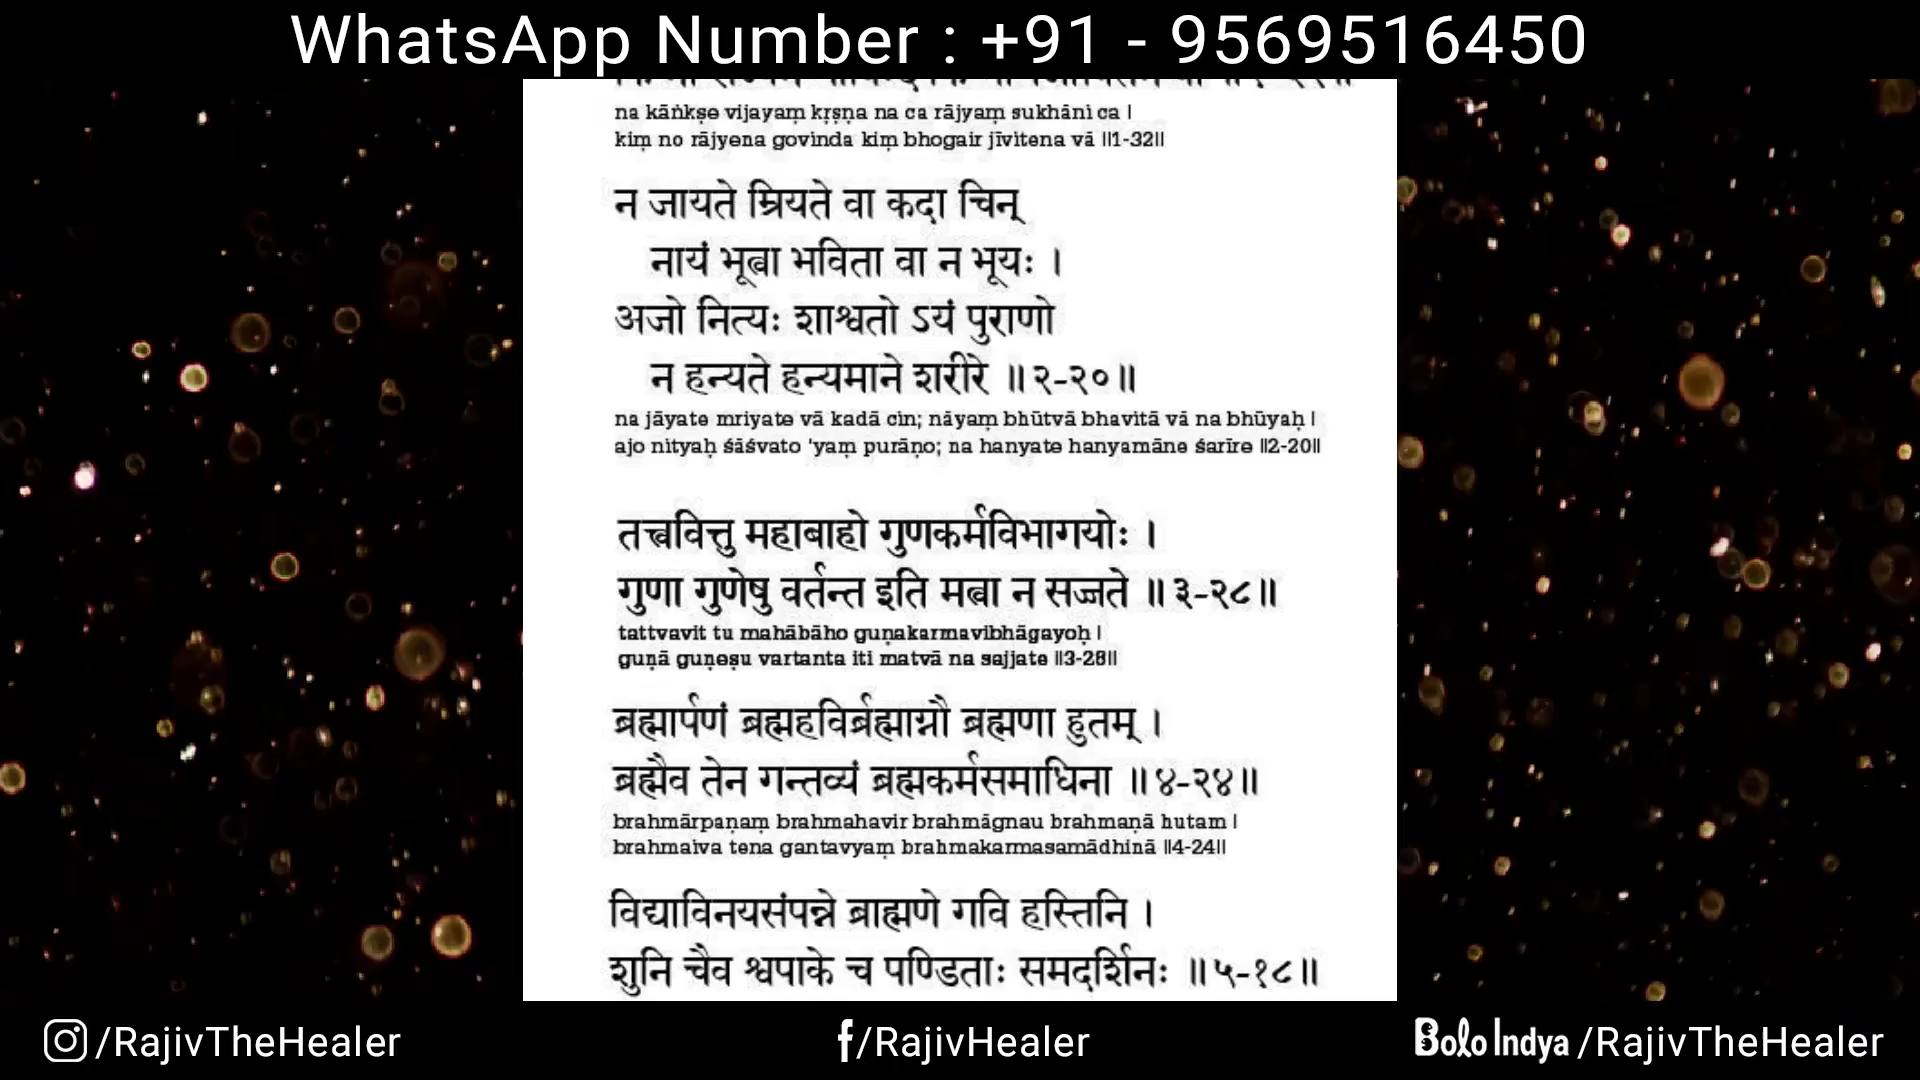 WhatsApp Number : +91 - 9569516450
na kāṅkṣe vijayaṃ kṛṣṇa na ca rājyaṃ sukhāni ca |
kiṃ no rājyena govinda kiṃ bhogair jīvitena vā ||1-32||
न जायते म्रियते वा कदा चिन्
नायं भूत्वा भविता वा न भूयः ।
अजो नित्यः शाश्वतो ऽयं पुराणो
न हन्यते हन्यमाने शरीरे ॥२-२०॥
na jāyate mriyate vā kadā cin; nāyaṃ bhūtvā bhavitā vā na bhūyaḥ |
ajo nityaḥ śāśvato 'yaṃ purāṇo; na hanyate hanyamāne śarīre ||2-20||
तत्त्ववित्तु महाबाहो गुणकर्मविभागयोः ।
गुणा गुणेषु वर्तन्त इति मत्वा न सज्जते ॥३-२८॥
tattvavit tu mahābāho guṇakarmavibhāgayoḥ |
guṇā guṇeṣu vartanta iti matvā na sajjate ||3-28||
ब्रह्मार्पणं ब्रह्महविर्ब्रह्माग्नौ ब्रह्मणा हुतम् ।
ब्रह्मैव तेन गन्तव्यं ब्रह्मकर्मसमाधिना ॥४-२४॥
brahmārpaṇaṃ brahmahavir brahmāgnau brahmaṇā hutam |
brahmaiva tena gantavyaṃ brahmakarmasamādhinā ||4-24||
विद्याविनयसंपन्ने ब्राह्मणे गवि हस्तिनि ।
शुनि चैव श्वपाके च पण्डिताः समदर्शिनः ॥५-१८॥
/RajivTheHealer
f/RajivHealer
Bolo Indya /RajivTheHealer